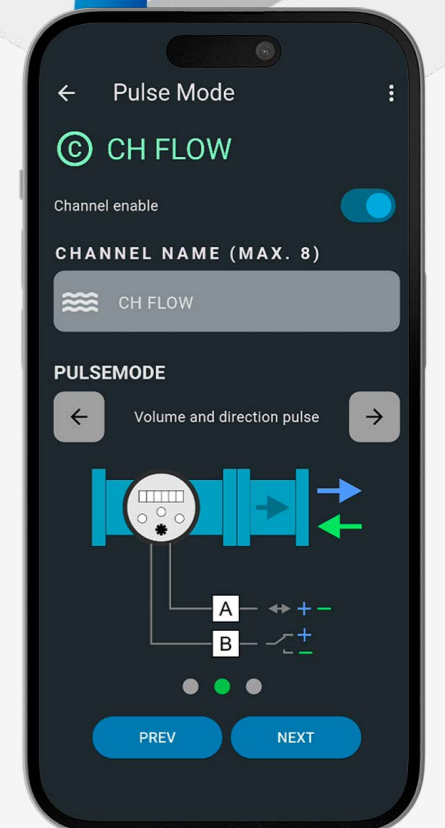 Pulse Mode
© CH FLOW
Channel enable
CHANNEL NAME (MAX. 8)
CH FLOW
PULSEMODE
Volume and direction pulse
A
B
PREV
NEXT